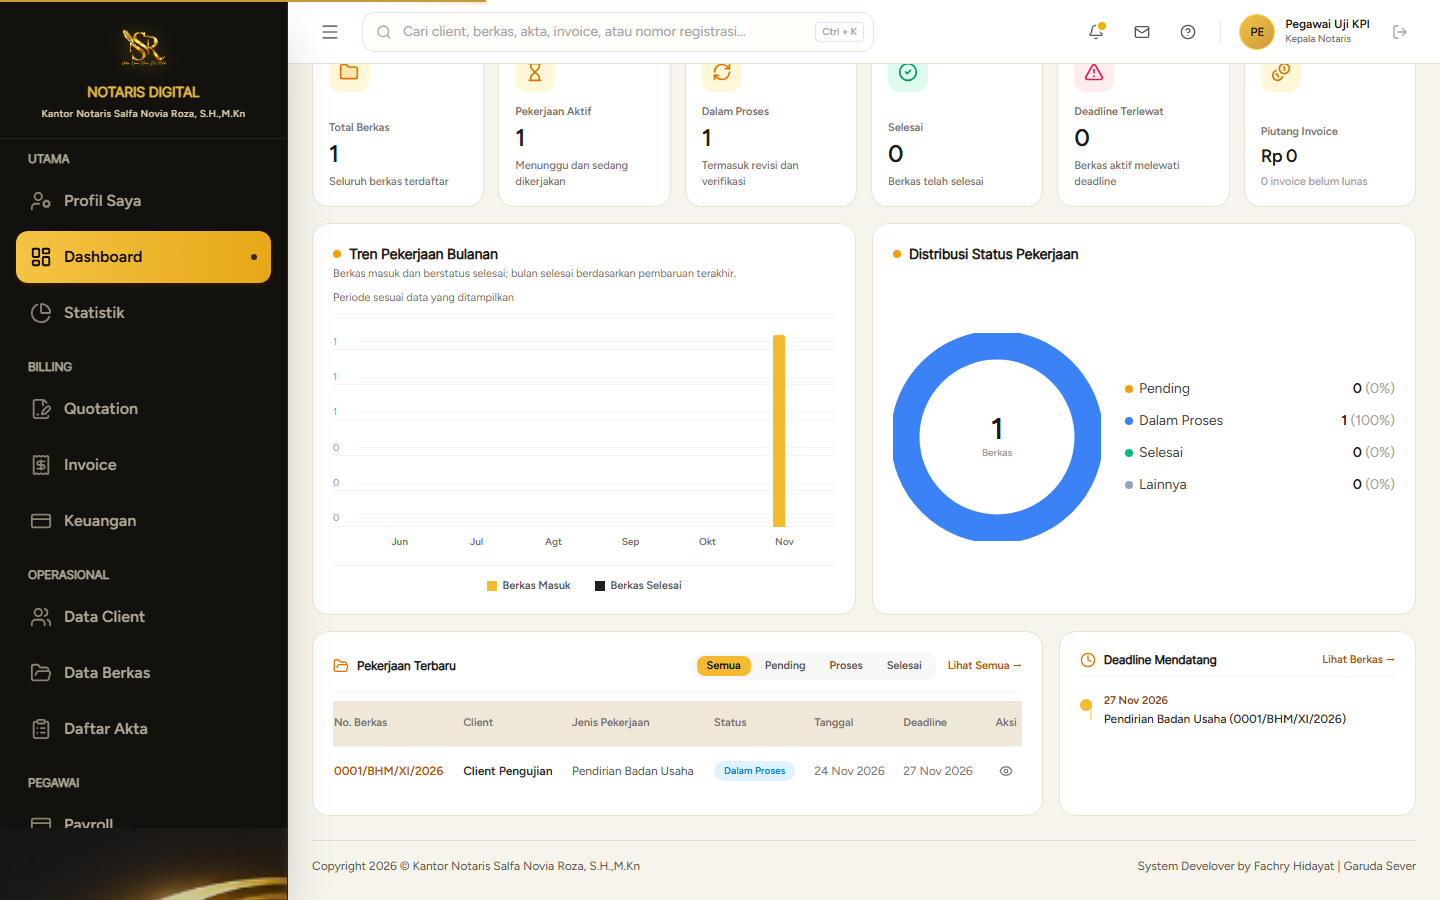 NOTARIS DIGITAL
Kantor Notaris Salfa Novia Roza, S.H.,M.Kn
UTAMA
Profil Saya
Dashboard
Statistik
BILLING
Quotation
Invoice
Keuangan
OPERASIONAL
Data Client
Data Berkas
Daftar Akta
PEGAWAI
Payroll
Cari client, berkas, akta, invoice, atau nomor registrasi...
Ctrl + K
PE
Pegawai Uji KPI
Kepala Notaris
Total Berkas
1
Seluruh berkas terdaftar
Pekerjaan Aktif
1
Menunggu dan sedang
dikerjakan
Dalam Proses
1
Termasuk revisi dan
verifikasi
Selesai
0
Berkas telah selesai
Deadline Terlewat
0
Berkas aktif melewati
deadline
Piutang Invoice
Rp 0
0 invoice belum lunas
Tren Pekerjaan Bulanan
Berkas masuk dan berstatus selesai; bulan selesai berdasarkan pembaruan terakhir.
Periode sesuai data yang ditampilkan
1
1
1
0
0
0
Jun Jul Agt Sep Okt Nov
Berkas Masuk Berkas Selesai
Distribusi Status Pekerjaan
1
Berkas
Pending 0 (0%)
Dalam Proses 1 (100%)
Selesai 0 (0%)
Lainnya 0 (0%)
Pekerjaan Terbaru
Semua Pending Proses Selesai Lihat Semua →
No. Berkas Client Jenis Pekerjaan Status Tanggal Deadline Aksi
0001/BHM/XI/2026 Client Pengujian Pendirian Badan Usaha Dalam Proses 24 Nov 2026 27 Nov 2026
Deadline Mendatang Lihat Berkas →
27 Nov 2026
Pendirian Badan Usaha (0001/BHM/XI/2026)
Copyright 2026 © Kantor Notaris Salfa Novia Roza, S.H.,M.Kn
System Develover by Fachry Hidayat | Garuda Sever